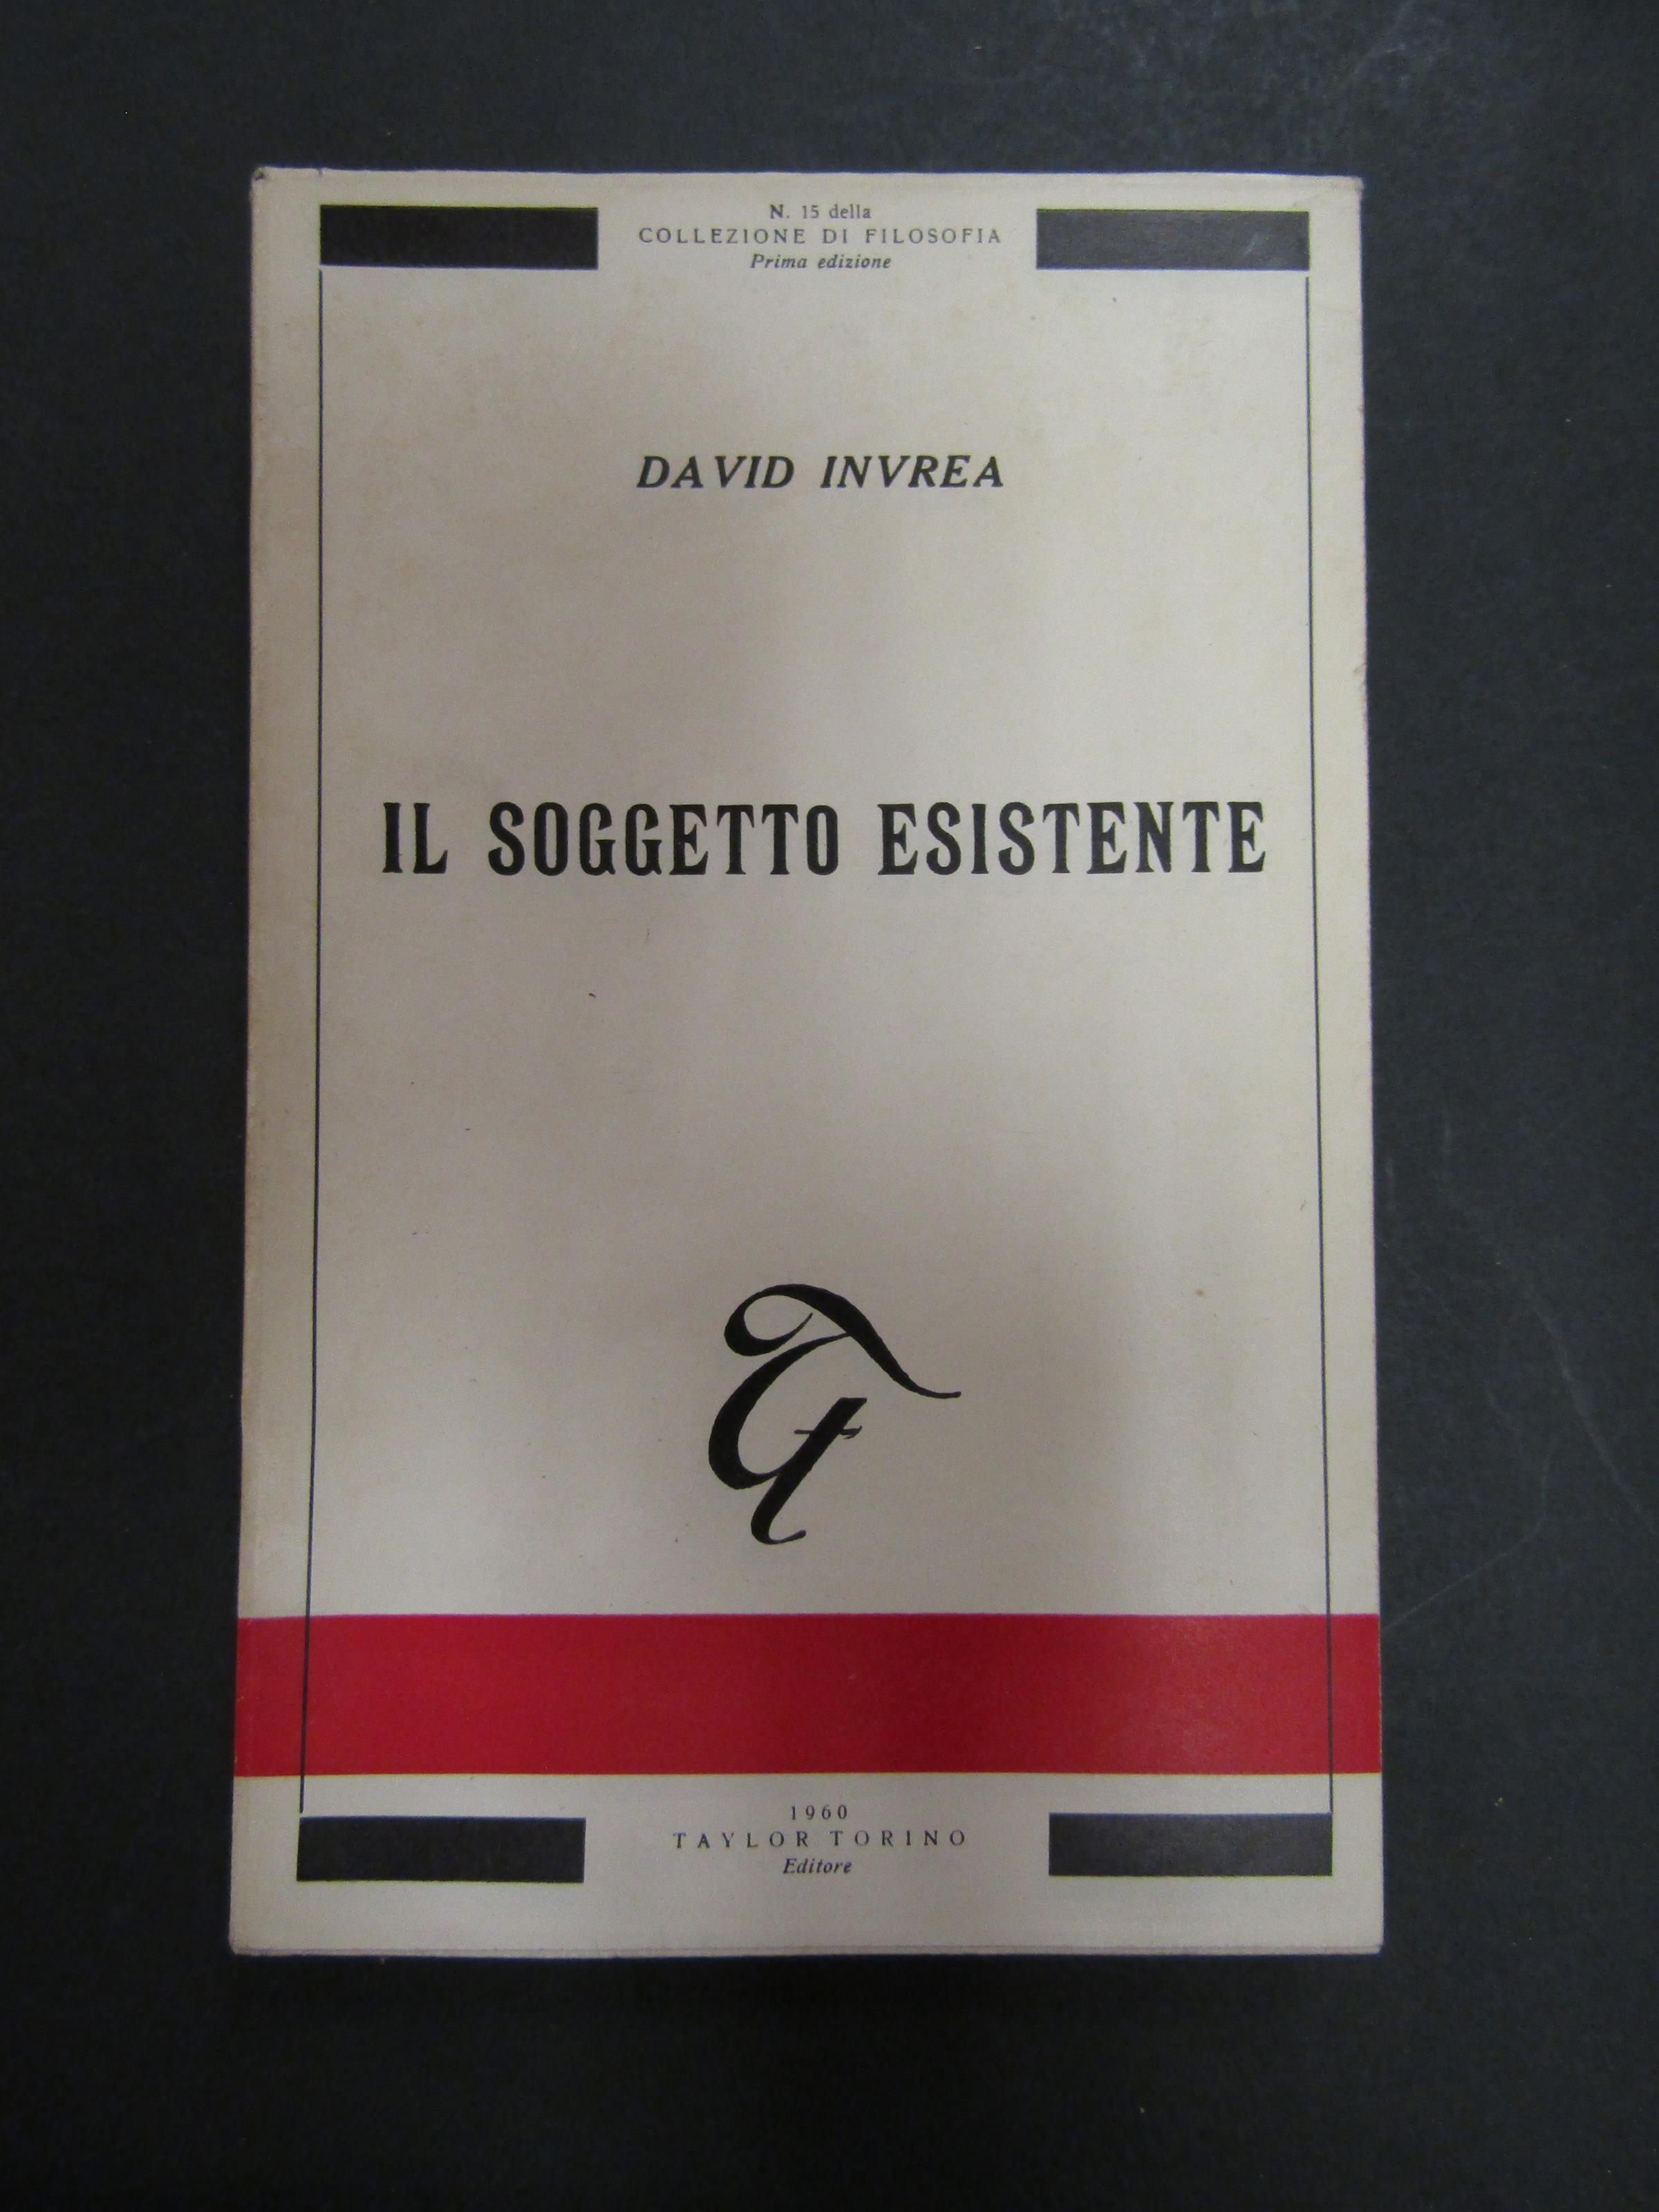 N. 15 della
COLLEZIONE DI FILOSOFIA
Prima edizione
DAVID INVREA
IL SOGGETTO ESISTENTE
1960
TAYLOR TORINO
Editore